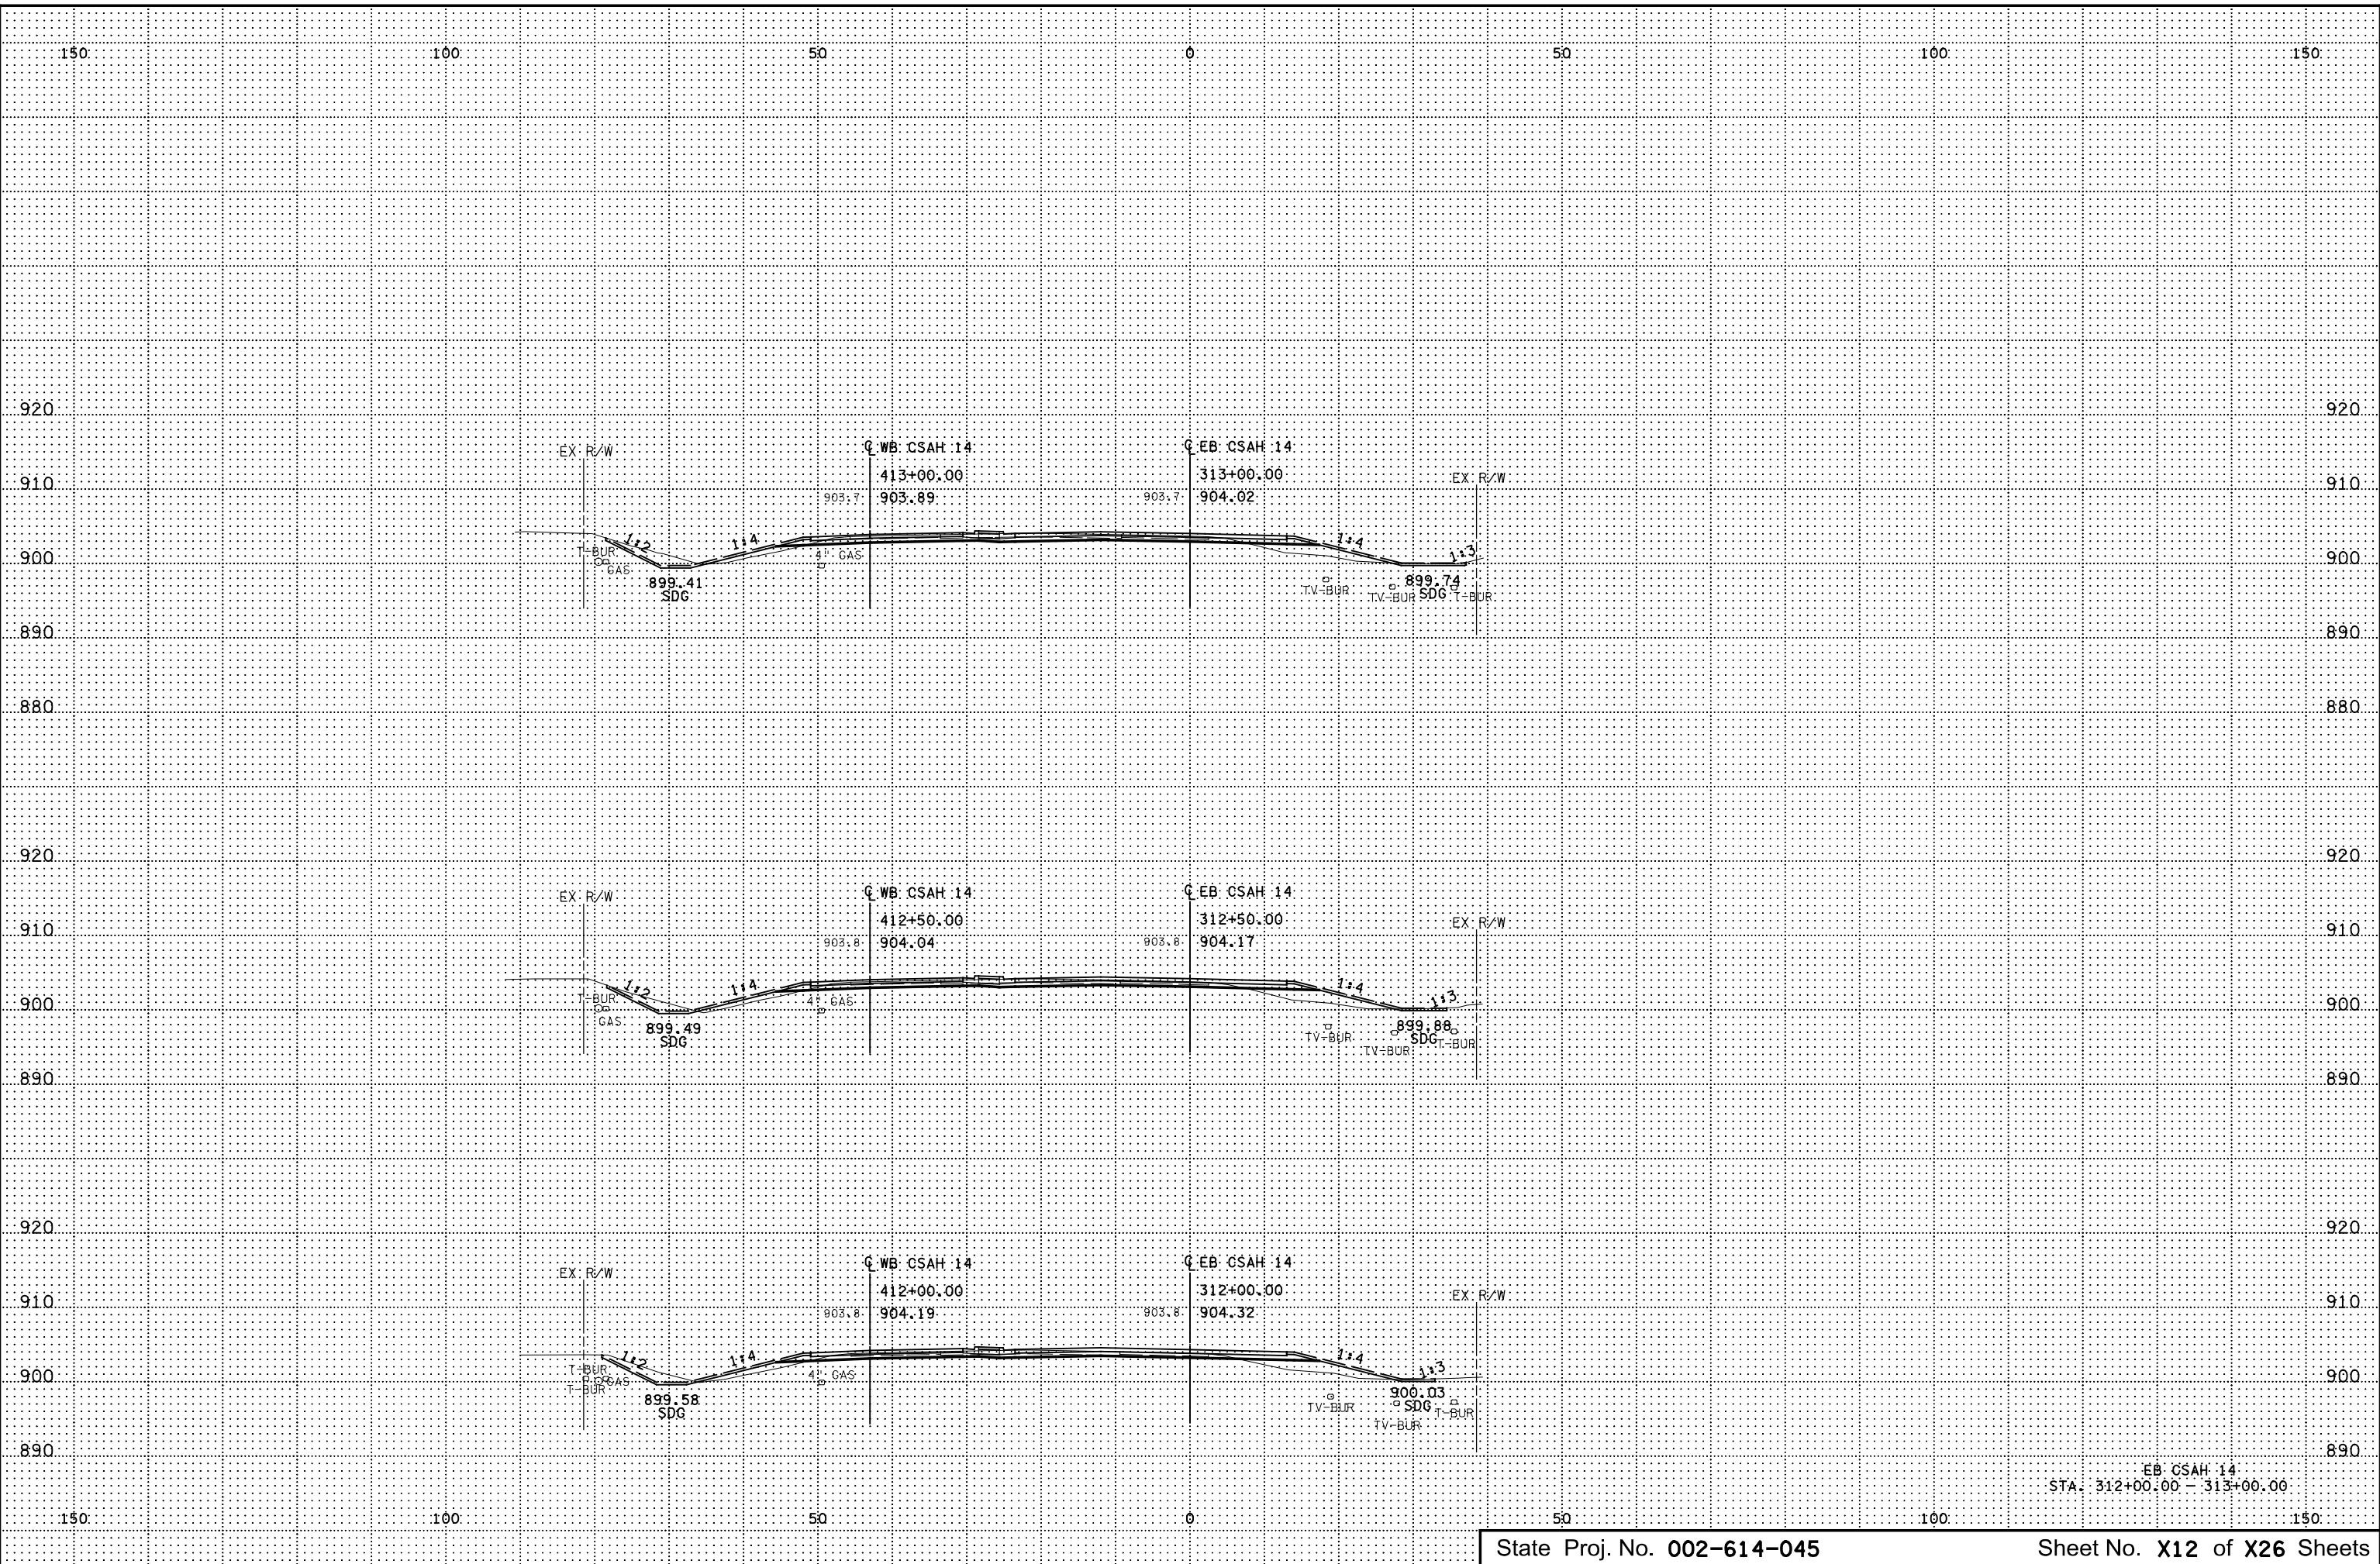 150 100 50 0 50 100 150
920 920
EX R/W
℄ WB CSAH 14
℄ EB CSAH 14
413+00.00
313+00.00
EX R/W
910 910
903.7 903.89
903.7 904.02
1:2
1:4
1:4
1:3
T-BUR
4" GAS
900 900
GAS
899.41
SDG
TV-BUR
TV-BUR
899.74
SDG
T-BUR
890 890
880 880
920 920
EX R/W
℄ WB CSAH 14
℄ EB CSAH 14
412+50.00
312+50.00
EX R/W
910 910
903.8 904.04
903.8 904.17
1:2
1:4
1:4
1:3
T-BUR
4" GAS
900 900
GAS
899.49
SDG
TV-BUR
TV-BUR
899.88
SDG
T-BUR
890 890
920 920
EX R/W
℄ WB CSAH 14
℄ EB CSAH 14
412+00.00
312+00.00
EX R/W
910 910
903.8 904.19
903.8 904.32
1:2
1:4
1:4
1:3
T-BUR
4" GAS
900 900
GAS
T-BUR
899.58
SDG
TV-BUR
TV-BUR
900.03
SDG
T-BUR
890 890
EB CSAH 14
STA. 312+00.00 - 313+00.00
150 100 50 0 50 100 150
State Proj. No. 002-614-045 Sheet No. X12 of X26 Sheets